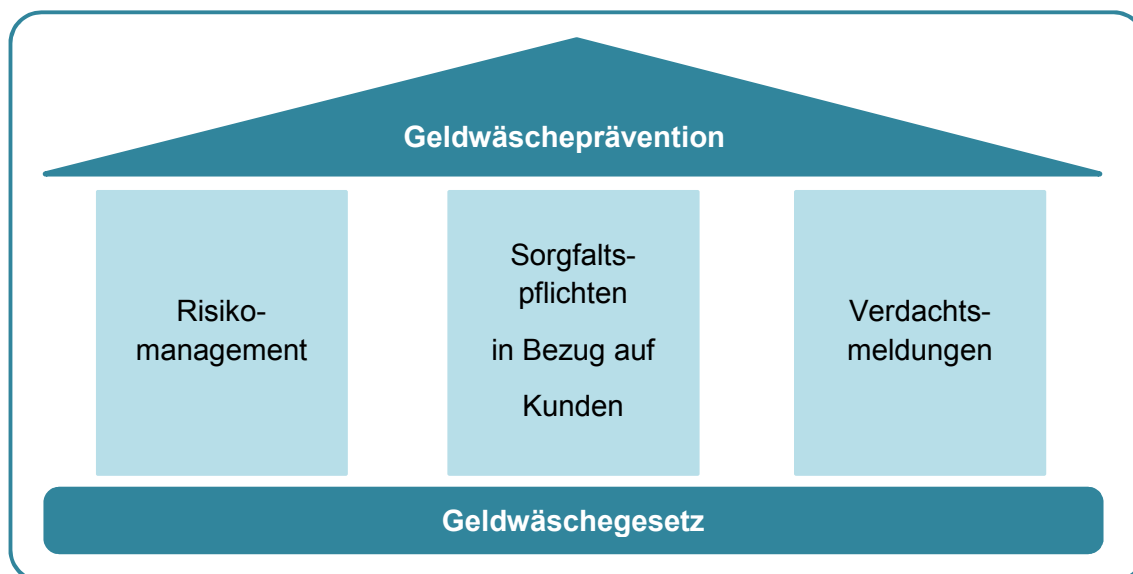 Geldwäscheprävention
Risiko-
management
Sorgfalts-
pflichten
in Bezug auf
Kunden
Verdachts-
meldungen
Geldwäschegesetz